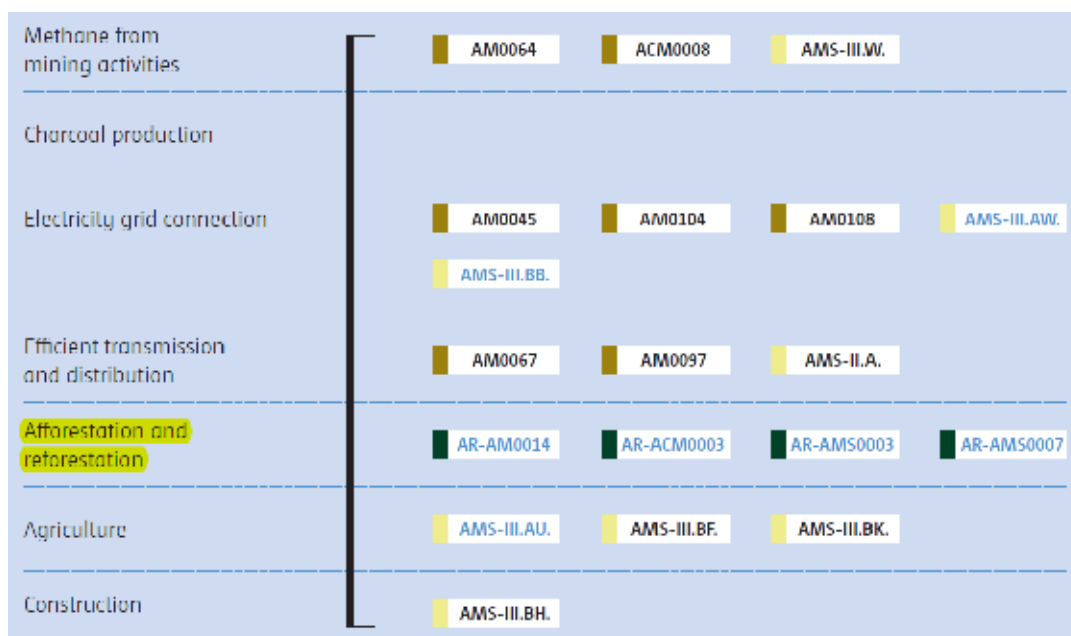 Methane from
mining activities
AM0064 ACM0008 AMS-III.W.
Charcoal production
Electricity grid connection
AM0045 AM0104 AM0108 AMS-III.AW.
AMS-III.BB.
Efficient transmission
and distribution
AM0067 AM0097 AMS-II.A.
Afforestation and
reforestation
AR-AM0014 AR-ACM0003 AR-AMS0003 AR-AMS0007
Agriculture
AMS-III.AU. AMS-III.BF. AMS-III.BK.
Construction
AMS-III.BH.